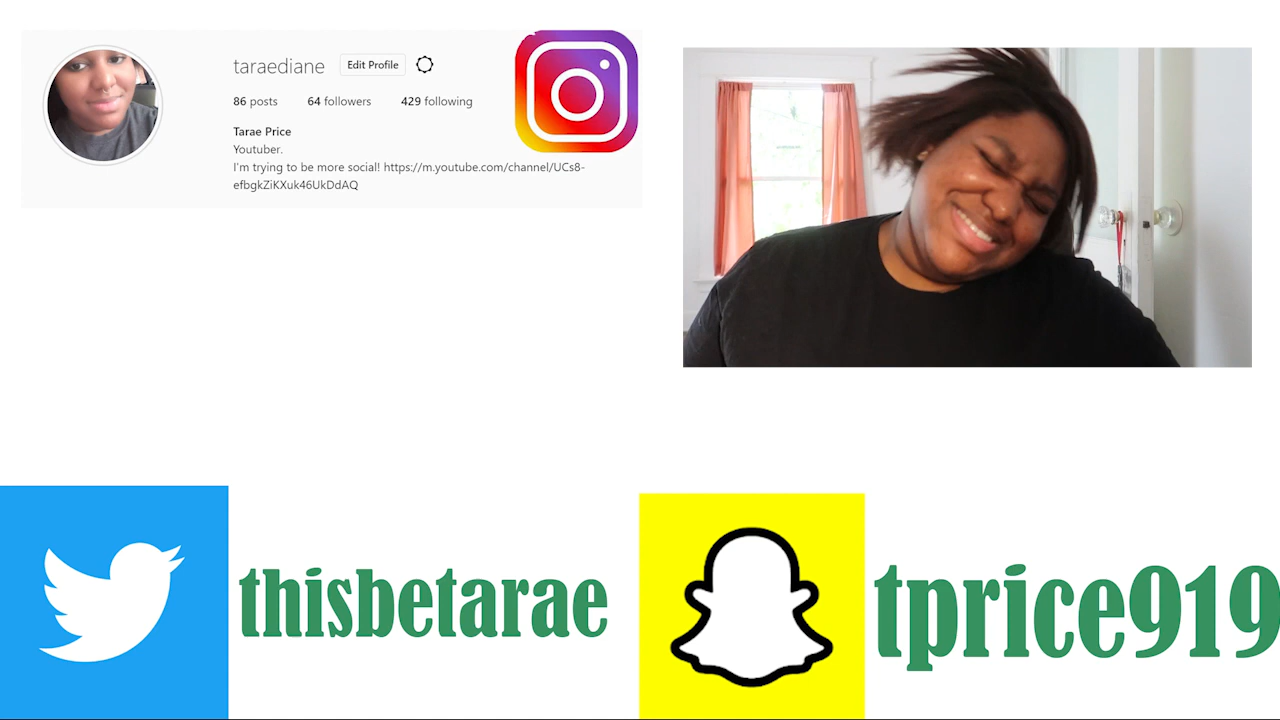 taraediane Edit Profile
86 posts 64 followers 429 following
Tarae Price
Youtuber.
I'm trying to be more social! https://m.youtube.com/channel/UCs8-
efbgkZiKXuk46UkDdAQ
thisbetarae
tprice919